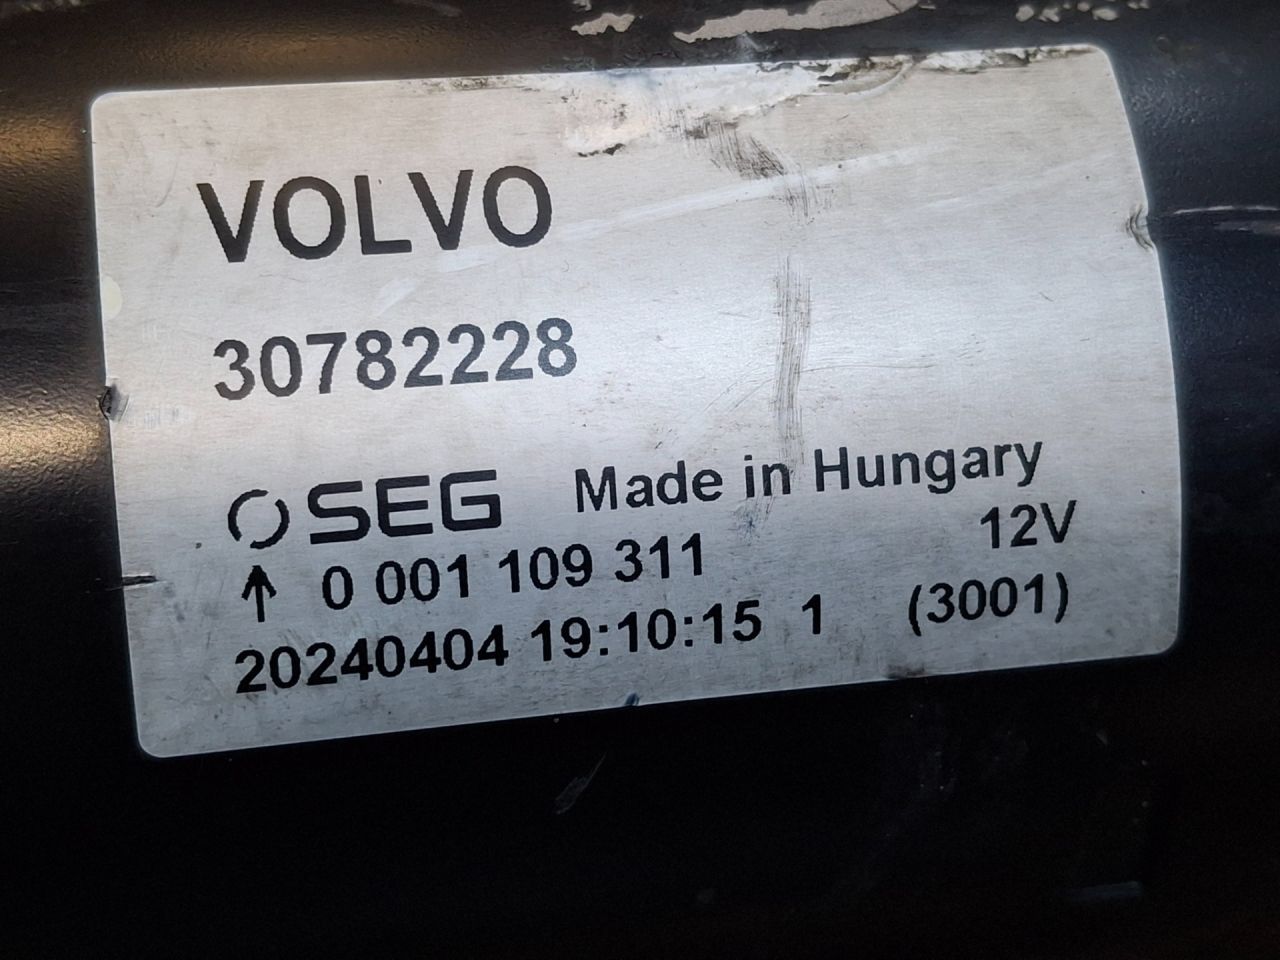 VOLVO
30782228
SEG Made in Hungary
↑ 0 001 109 311 12V
20240404 19:10:15 1 (3001)